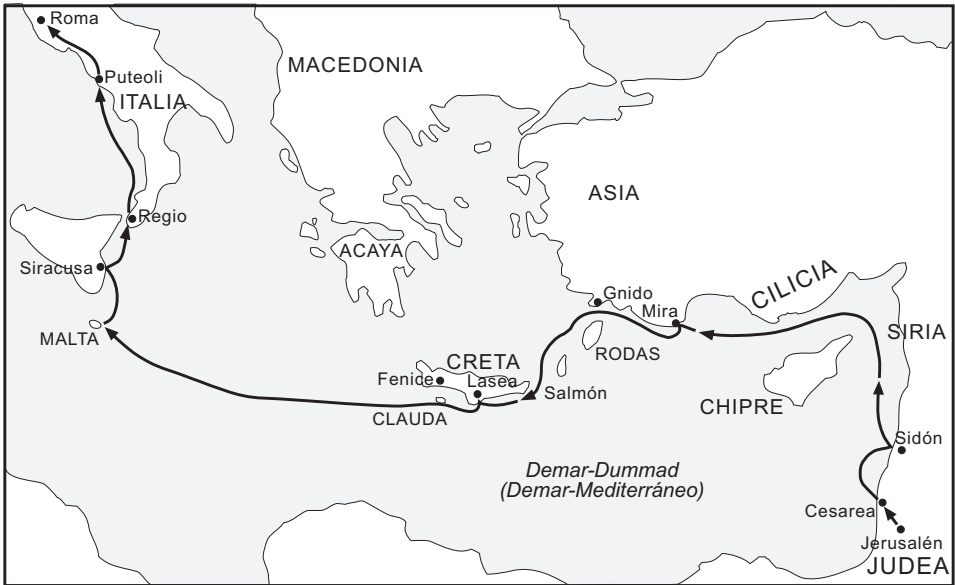 Roma
MACEDONIA
Puteoli
ITALIA
ASIA
Regio
ACAYA
Siracusa
CILICIA
Gnido
Mira
MALTA
SIRIA
RODAS
CRETA
Fenice
Lasea
Salmón
CHIPRE
CLAUDA
Sidón
Demar-Dummad
(Demar-Mediterráneo)
Cesarea
Jerusalén
JUDEA